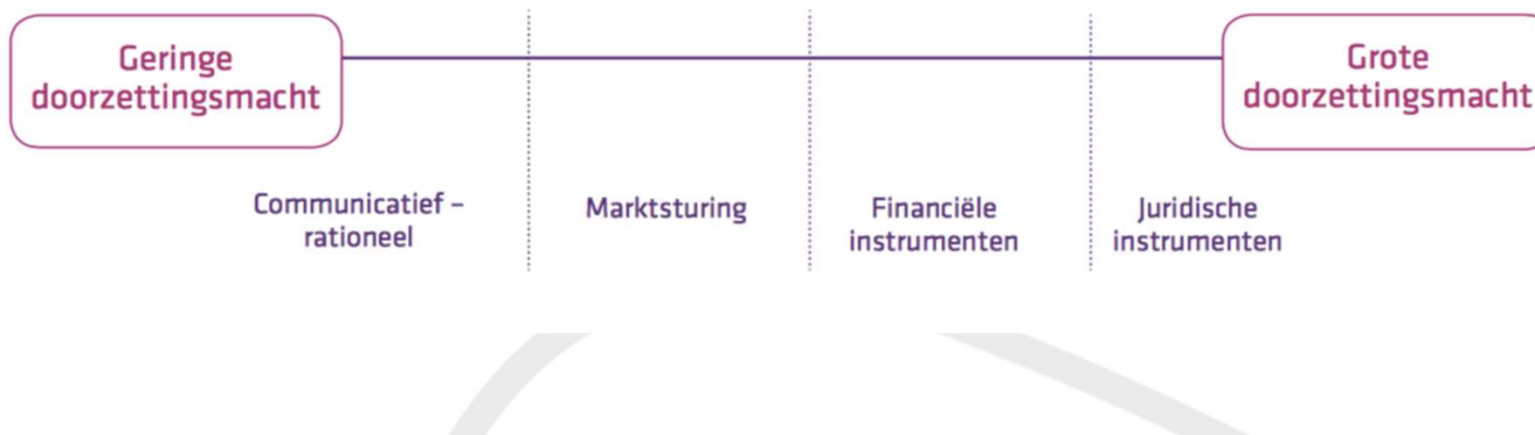 Geringe
doorzettingsmacht
Grote
doorzettingsmacht
Communicatief –
rationeel
Marktsturing
Financiële
instrumenten
Juridische
instrumenten